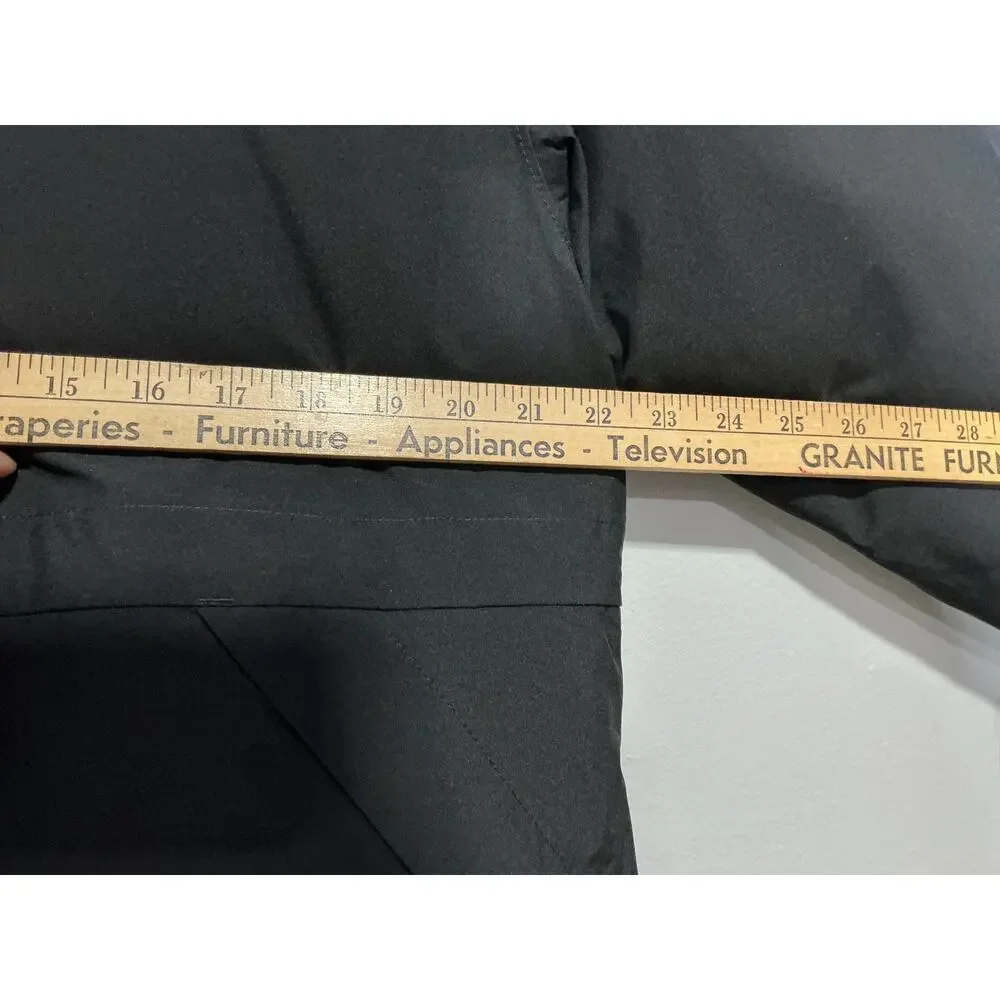 15 16 17 18 19 20 21 22 23 24 25 26 27 28
raperies - Furniture - Appliances - Television GRANITE FURN